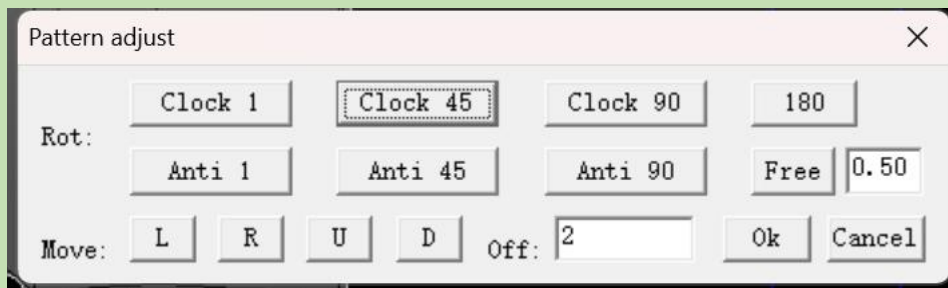 Pattern adjust
Rot:
Clock 1 Clock 45 Clock 90 180
Anti 1 Anti 45 Anti 90 Free 0.50
Move: L R U D Off: 2 Ok Cancel